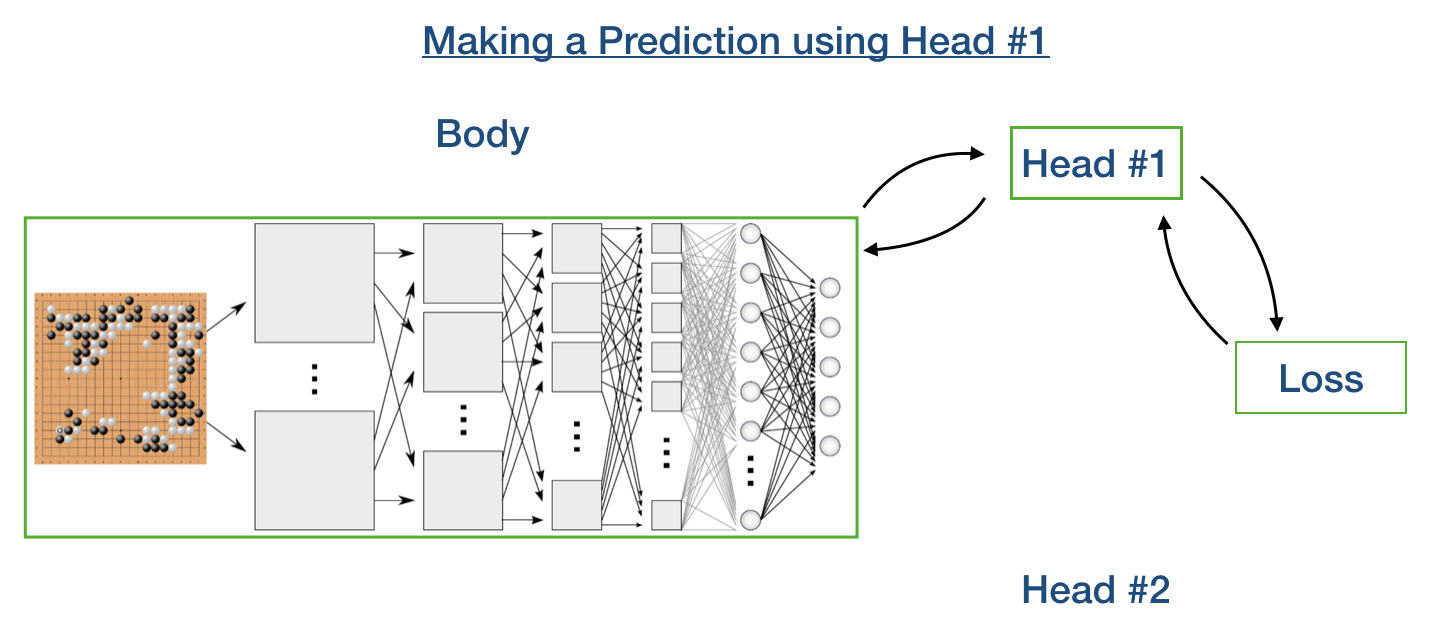 Making a Prediction using Head #1
Body
Head #1
Loss
Head #2